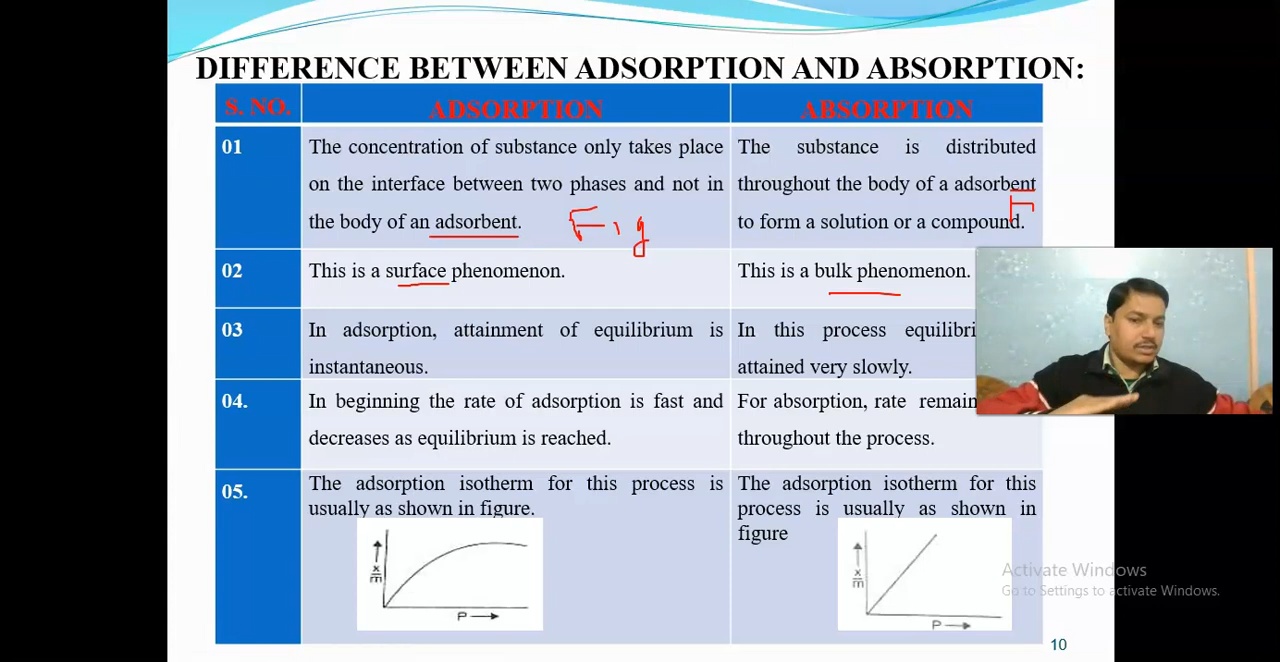 DIFFERENCE BETWEEN ADSORPTION AND ABSORPTION:
S. NO. ADSORPTION ABSORPTION
01
The concentration of substance only takes place
on the interface between two phases and not in
the body of an adsorbent.
Fig
The substance is distributed
throughout the body of a adsorbent
to form a solution or a compound.
F
02
This is a surface phenomenon.
This is a bulk phenomenon.
03
In adsorption, attainment of equilibrium is
instantaneous.
In this process
attained very slowly.
04.
In beginning the rate of adsorption is fast and
decreases as equilibrium is reached.
For absorption, rate
throughout the process.
05.
The adsorption isotherm for this process is
usually as shown in figure.
x/m
P
The adsorption isotherm for this
process is usually as shown in
figure
x/m
P
Activate Windows
Go to Settings to activate Windows.
10